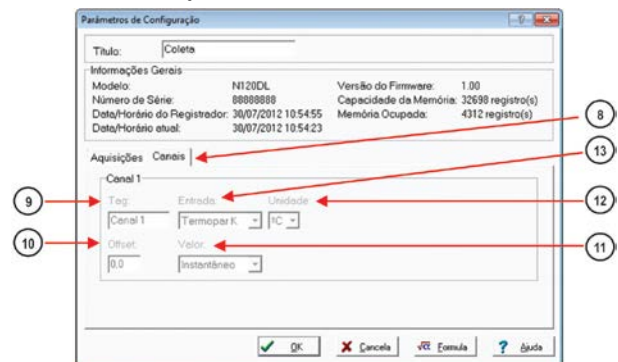 Parâmetros de Configuração
Título: Coleta
Informações Gerais
Modelo: N120DL Versão do Firmware: 1.00
Número de Série: 88888888 Capacidade da Memória: 32698 registro(s)
Data/Horário do Registrador: 30/07/2012 10:54:55 Memória Ocupada: 4312 registro(s)
Data/Horário atual: 30/07/2012 10:54:23
8
Aquisições Canais
13
Canal 1
9 Tag: Entrada: Unidade 12
Canal 1 Termopar K ºC
10 Offset: Valor: 11
0,0 Instantâneo
OK Cancela √α Formula ? Ajuda